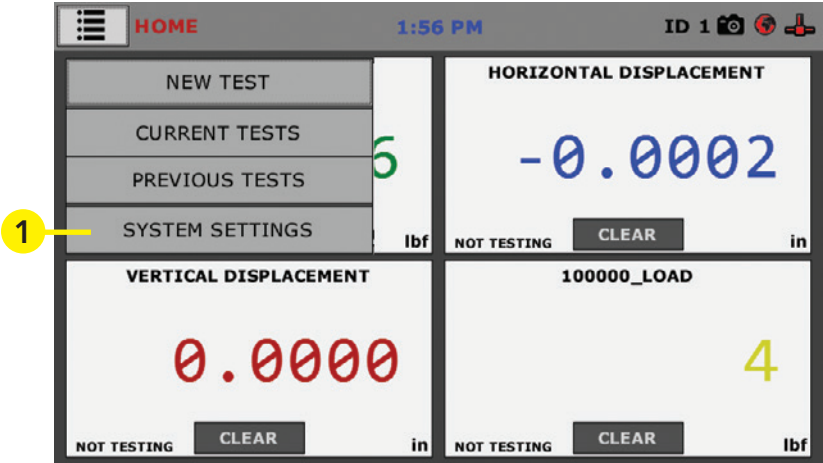 HOME 1:56 PM ID 1
NEW TEST
CURRENT TESTS
PREVIOUS TESTS
1 SYSTEM SETTINGS
6
lbf
HORIZONTAL DISPLACEMENT
-0.0002
NOT TESTING CLEAR in
VERTICAL DISPLACEMENT
0.0000
NOT TESTING CLEAR in
100000_LOAD
4
NOT TESTING CLEAR lbf